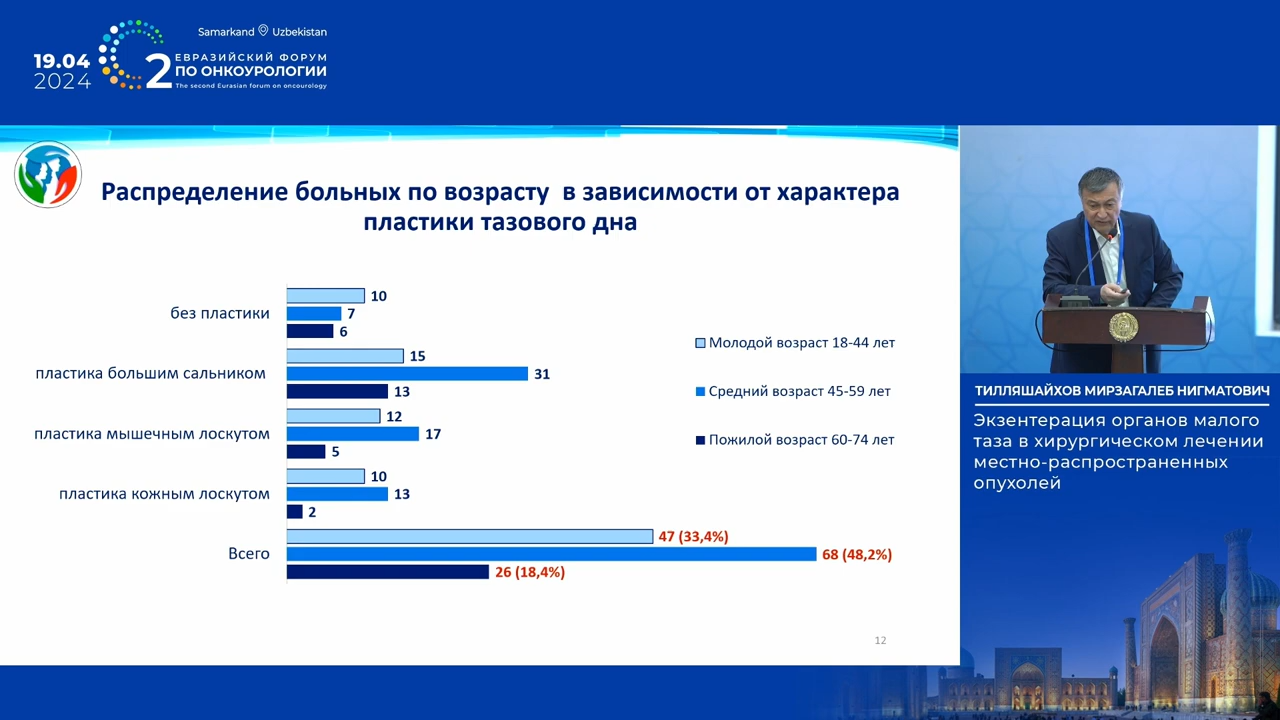 Samarkand Uzbekistan
19.04
2024
2
ЕВРАЗИЙСКИЙ ФОРУМ
ПО ОНКОУРОЛОГИИ
The second Eurasian forum on oncourology
Распределение больных по возрасту в зависимости от характера
пластики тазового дна
без пластики
10
7
6
пластика большим сальником
15
31
13
пластика мышечным лоскутом
12
17
5
пластика кожным лоскутом
10
13
2
Всего
47 (33,4%)
68 (48,2%)
26 (18,4%)
Молодой возраст 18-44 лет
Средний возраст 45-59 лет
Пожилой возраст 60-74 лет
12
ТИЛЛЯШАЙХОВ МИРЗАГАЛЕБ НИГМАТОВИЧ
Экзентерация органов малого
таза в хирургическом лечении
местно-распространенных
опухолей